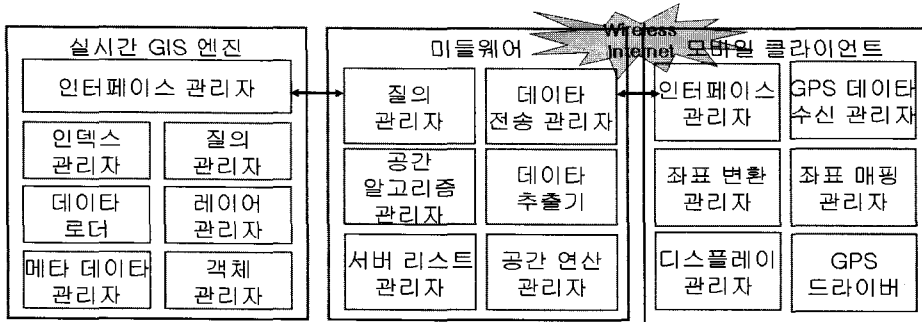 실시간 GIS 엔진
인터페이스 관리자
인덱스
관리자
질의
관리자
데이타
로더
레이어
관리자
메타 데이타
관리자
객체
관리자
미들웨어
질의
관리자
데이타
전송 관리자
공간
알고리즘
관리자
데이타
추출기
서버 리스트
관리자
공간 연산
관리자
Wireless
Internet
모바일 클라이언트
인터페이스
관리자
GPS 데이타
수신 관리자
좌표 변환
관리자
좌표 매핑
관리자
디스플레이
관리자
GPS
드라이버